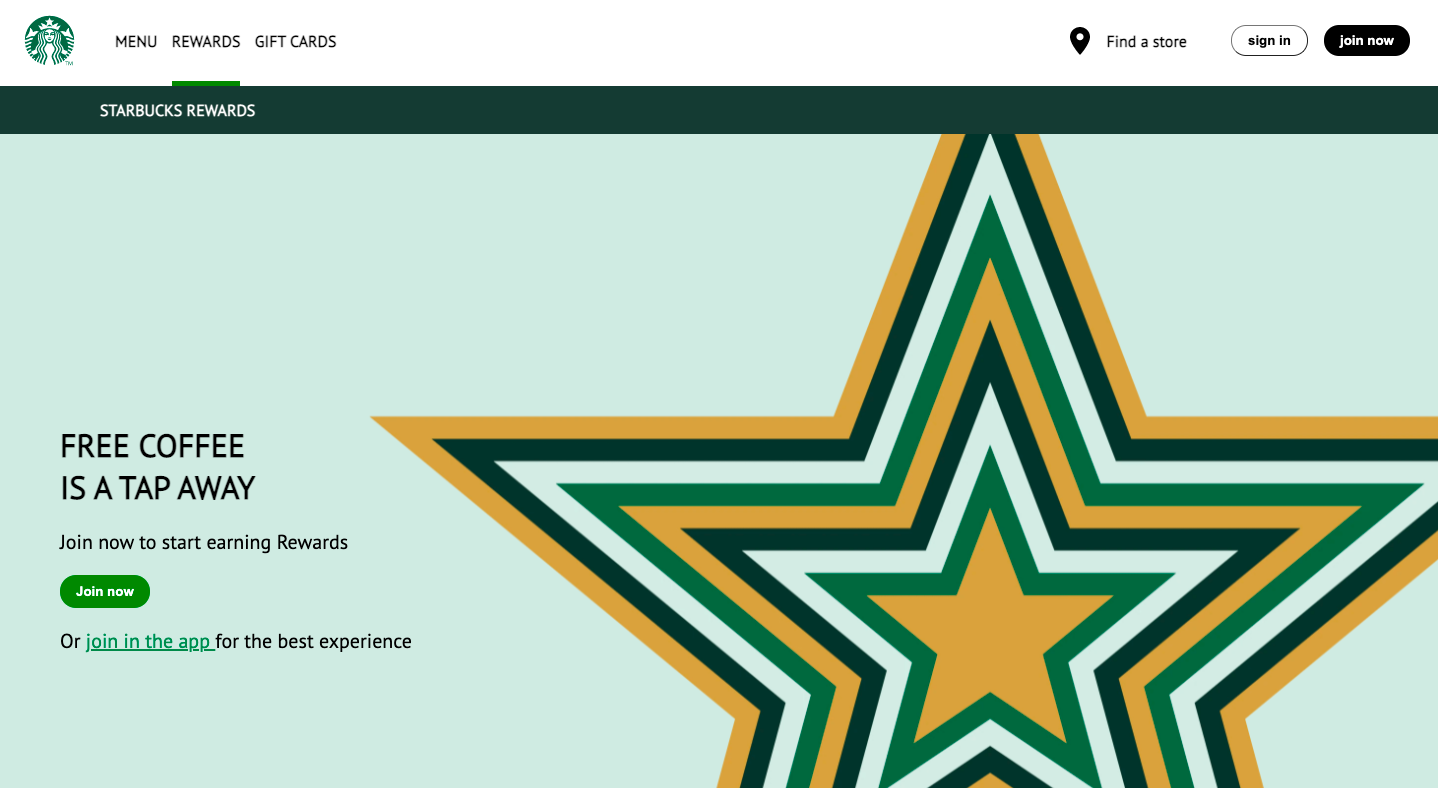 MENU REWARDS GIFT CARDS Find a store sign in join now
STARBUCKS REWARDS
FREE COFFEE
IS A TAP AWAY
Join now to start earning Rewards
Join now
Or join in the app for the best experience